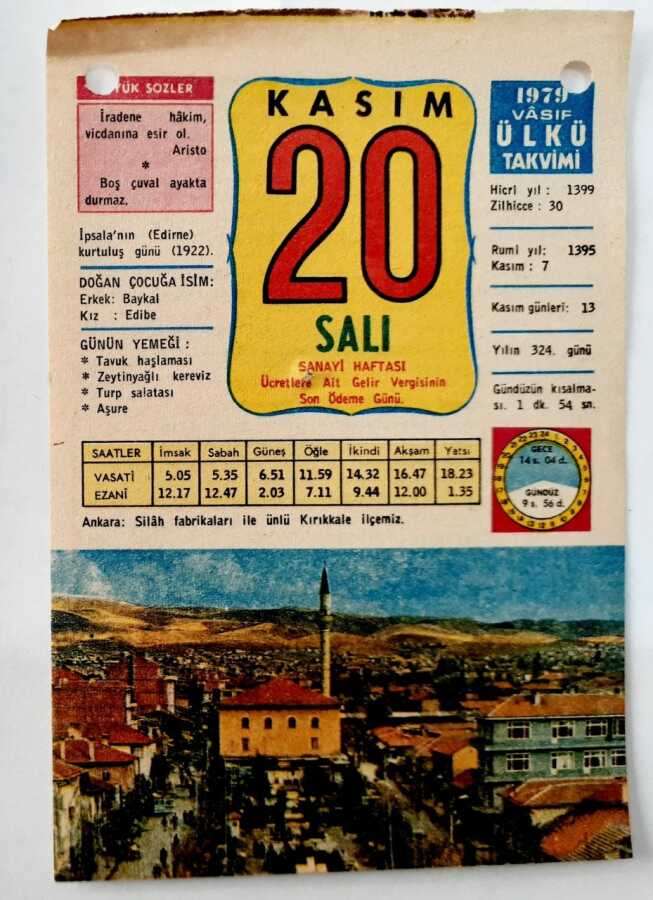 TÜK SÖZLER
İradene hâkim,
vicdanına esir ol.
Aristo
*
Boş çuval ayakta
durmaz.
İpsala'nın (Edirne)
kurtuluş günü (1922).
DOĞAN ÇOCUĞA İSİM:
Erkek: Baykal
Kız : Edibe
GÜNÜN YEMEĞİ :
* Tavuk haşlaması
* Zeytinyağlı kereviz
* Turp salatası
* Aşure
KASIM
20
SALI
SANAYİ HAFTASI
Ücretlere Ait Gelir Vergisinin
Son Ödeme Günü.
1979
VÂSIF
ÜLKÜ
TAKVİMİ
Hicri yıl : 1399
Zilhicce : 30
Rumi yıl: 1395
Kasım : 7
Kasım günleri: 13
Yılın 324. günü
Gündüzün kısalma-
sı. 1 dk. 54 sn.
SAATLER İmsak Sabah Güneş Öğle İkindi Akşam Yatsı
VASATİ 5.05 5.35 6.51 11.59 14.32 16.47 18.23
EZANİ 12.17 12.47 2.03 7.11 9.44 12.00 1.35
GECE
14 s. 04 d.
GÜNDÜZ
9 s. 56 d.
Ankara: Silâh fabrikaları ile ünlü Kırıkkale ilçemiz.